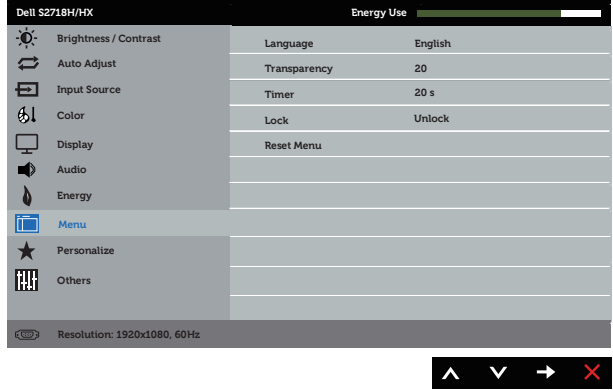 Dell S2718H/HX Energy Use
Brightness / Contrast
Auto Adjust
Input Source
Color
Display
Audio
Energy
Menu
Personalize
Others
Language English
Transparency 20
Timer 20 s
Lock Unlock
Reset Menu
Resolution: 1920x1080, 60Hz